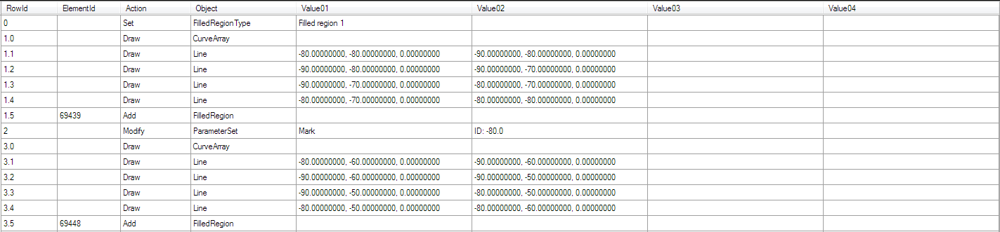 RowId ElementId Action Object Value01 Value02 Value03 Value04
0 Set FilledRegionType Filled region 1
1.0 Draw CurveArray
1.1 Draw Line -80.00000000, -80.00000000, 0.00000000 -90.00000000, -80.00000000, 0.00000000
1.2 Draw Line -90.00000000, -80.00000000, 0.00000000 -90.00000000, -70.00000000, 0.00000000
1.3 Draw Line -90.00000000, -70.00000000, 0.00000000 -80.00000000, -70.00000000, 0.00000000
1.4 Draw Line -80.00000000, -70.00000000, 0.00000000 -80.00000000, -80.00000000, 0.00000000
1.5 69439 Add FilledRegion
2 Modify ParameterSet Mark ID: -80.0
3.0 Draw CurveArray
3.1 Draw Line -80.00000000, -60.00000000, 0.00000000 -90.00000000, -60.00000000, 0.00000000
3.2 Draw Line -90.00000000, -60.00000000, 0.00000000 -90.00000000, -50.00000000, 0.00000000
3.3 Draw Line -90.00000000, -50.00000000, 0.00000000 -80.00000000, -50.00000000, 0.00000000
3.4 Draw Line -80.00000000, -50.00000000, 0.00000000 -80.00000000, -60.00000000, 0.00000000
3.5 69448 Add FilledRegion